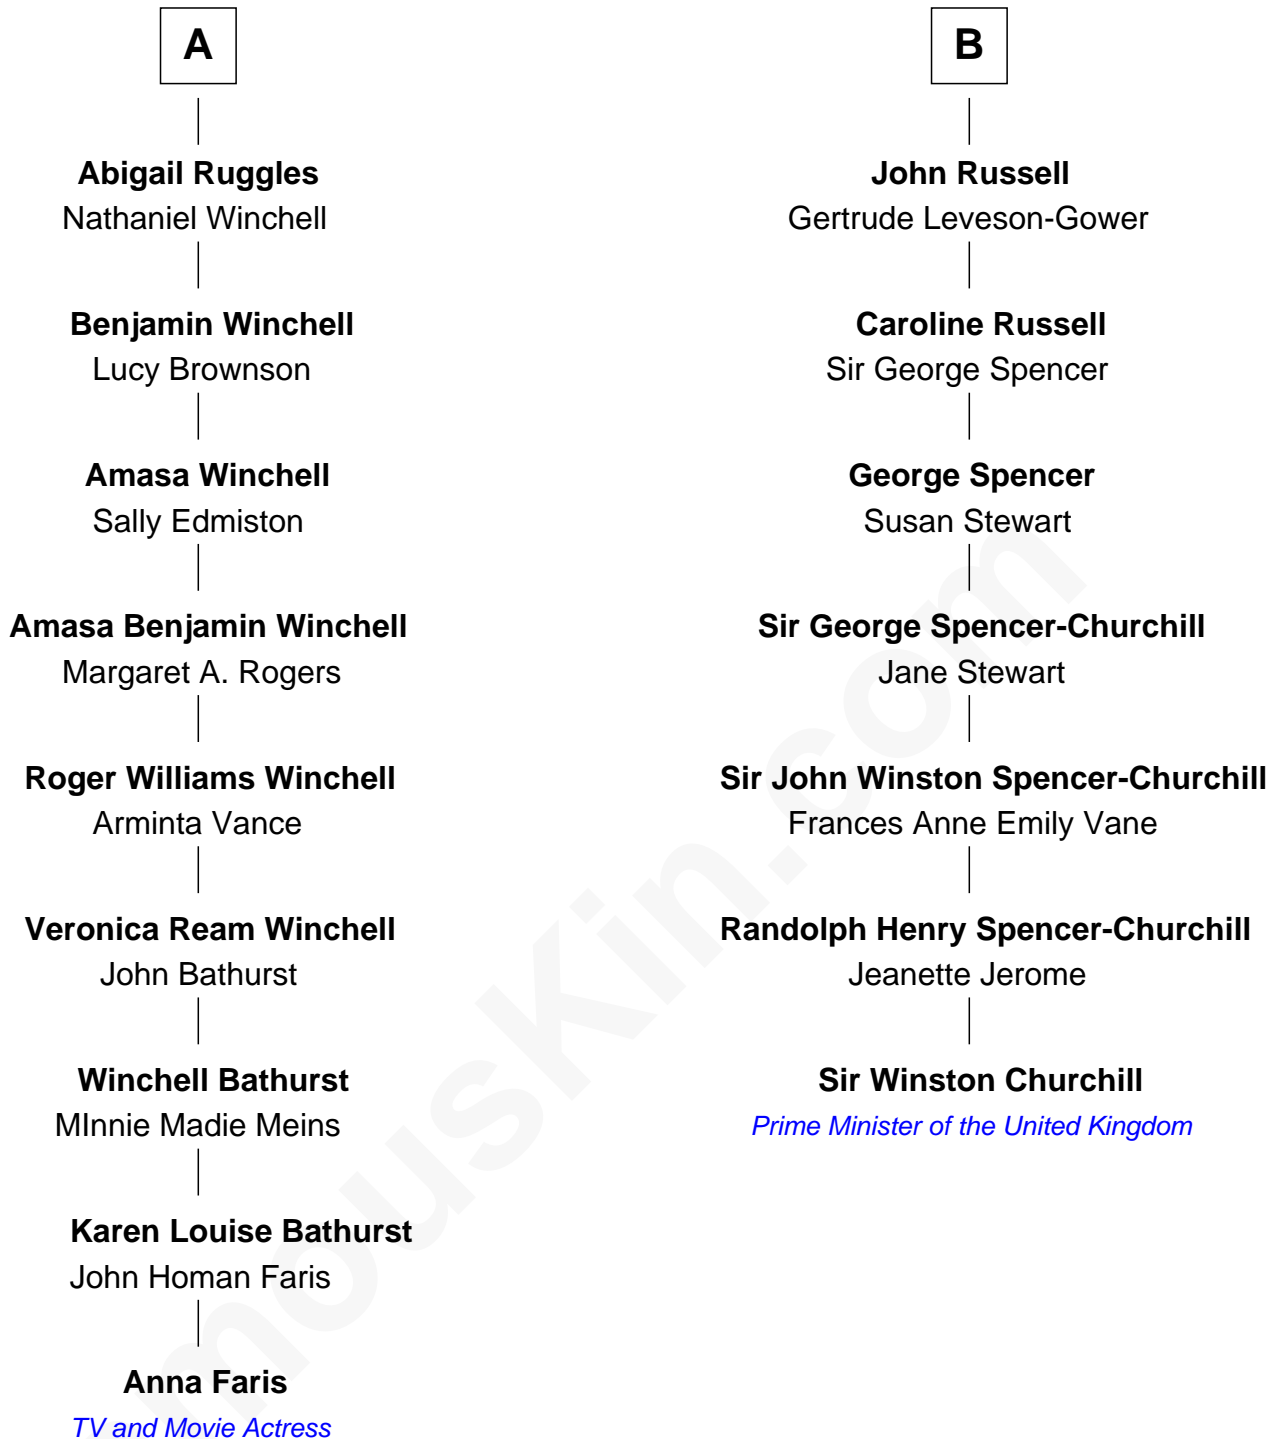 A
Abigail Ruggles
Nathaniel Winchell
Benjamin Winchell
Lucy Brownson
Amasa Winchell
Sally Edmiston
Amasa Benjamin Winchell
Margaret A. Rogers
Roger Williams Winchell
Arminta Vance
Veronica Ream Winchell
John Bathurst
Winchell Bathurst
MInnie Madie Meins
Karen Louise Bathurst
John Homan Faris
Anna Faris
TV and Movie Actress
B
John Russell
Gertrude Leveson-Gower
Caroline Russell
Sir George Spencer
George Spencer
Susan Stewart
Sir George Spencer-Churchill
Jane Stewart
Sir John Winston Spencer-Churchill
Frances Anne Emily Vane
Randolph Henry Spencer-Churchill
Jeanette Jerome
Sir Winston Churchill
Prime Minister of the United Kingdom
mousKin.com